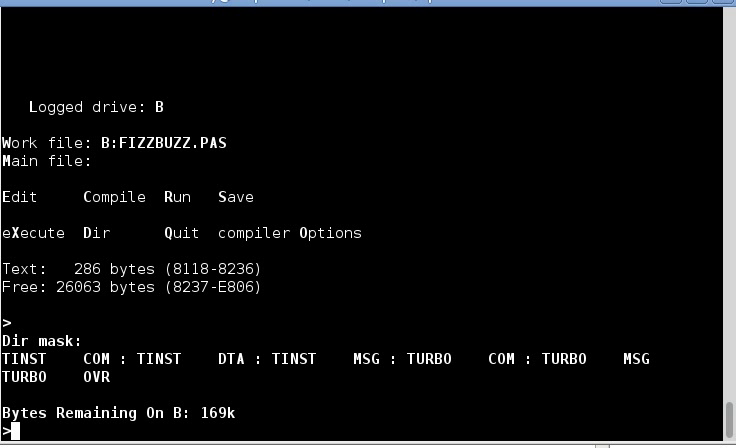 Logged drive: B
Work file: B:FIZZBUZZ.PAS
Main file:
Edit     Compile  Run   Save
eXecute  Dir      Quit  compiler Options
Text:   286 bytes (8118-8236)
Free: 26063 bytes (8237-E806)
>
Dir mask:
TINST    COM : TINST    DTA : TINST    MSG : TURBO    COM : TURBO    MSG
TURBO    OVR
Bytes Remaining On B: 169k
>